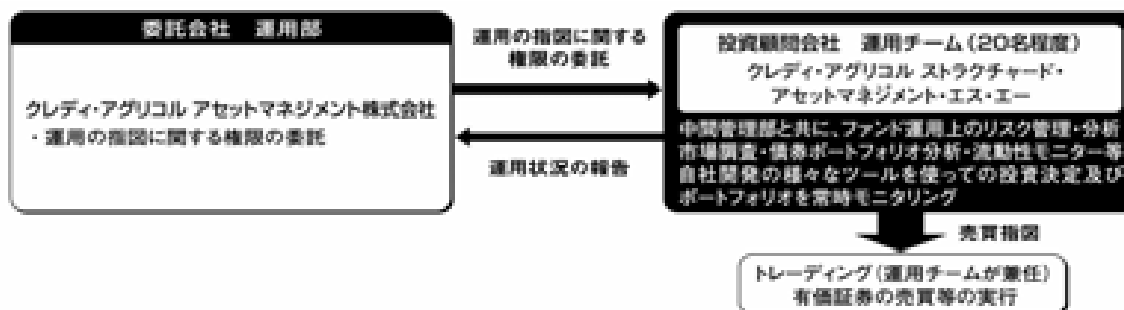 委託会社 運用部
クレディ・アグリコル アセットマネジメント株式会社
・運用の指図に関する権限の委託
運用の指図に関する
権限の委託
運用状況の報告
投資顧問会社 運用チーム(20名程度)
クレディ・アグリコル ストラクチャード・
アセットマネジメント・エス・エー
中間管理部と共に、ファンド運用上のリスク管理・分析
市場調査・債券ポートフォリオ分析・流動性モニター等
自社開発の様々なツールを使っての投資決定及び
ポートフォリオを常時モニタリング
売買指図
トレーディング(運用チームが兼任)
有価証券の売買等の実行